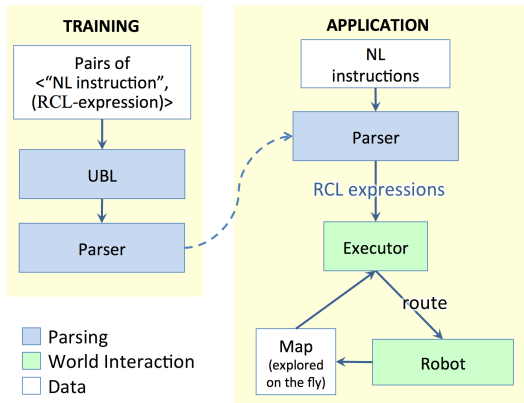 TRAINING
Pairs of
<“NL instruction”,
(RCL-expression)>
UBL
Parser
APPLICATION
NL
instructions
Parser
RCL expressions
Executor
route
Map
(explored
on the fly)
Robot
Parsing
World Interaction
Data